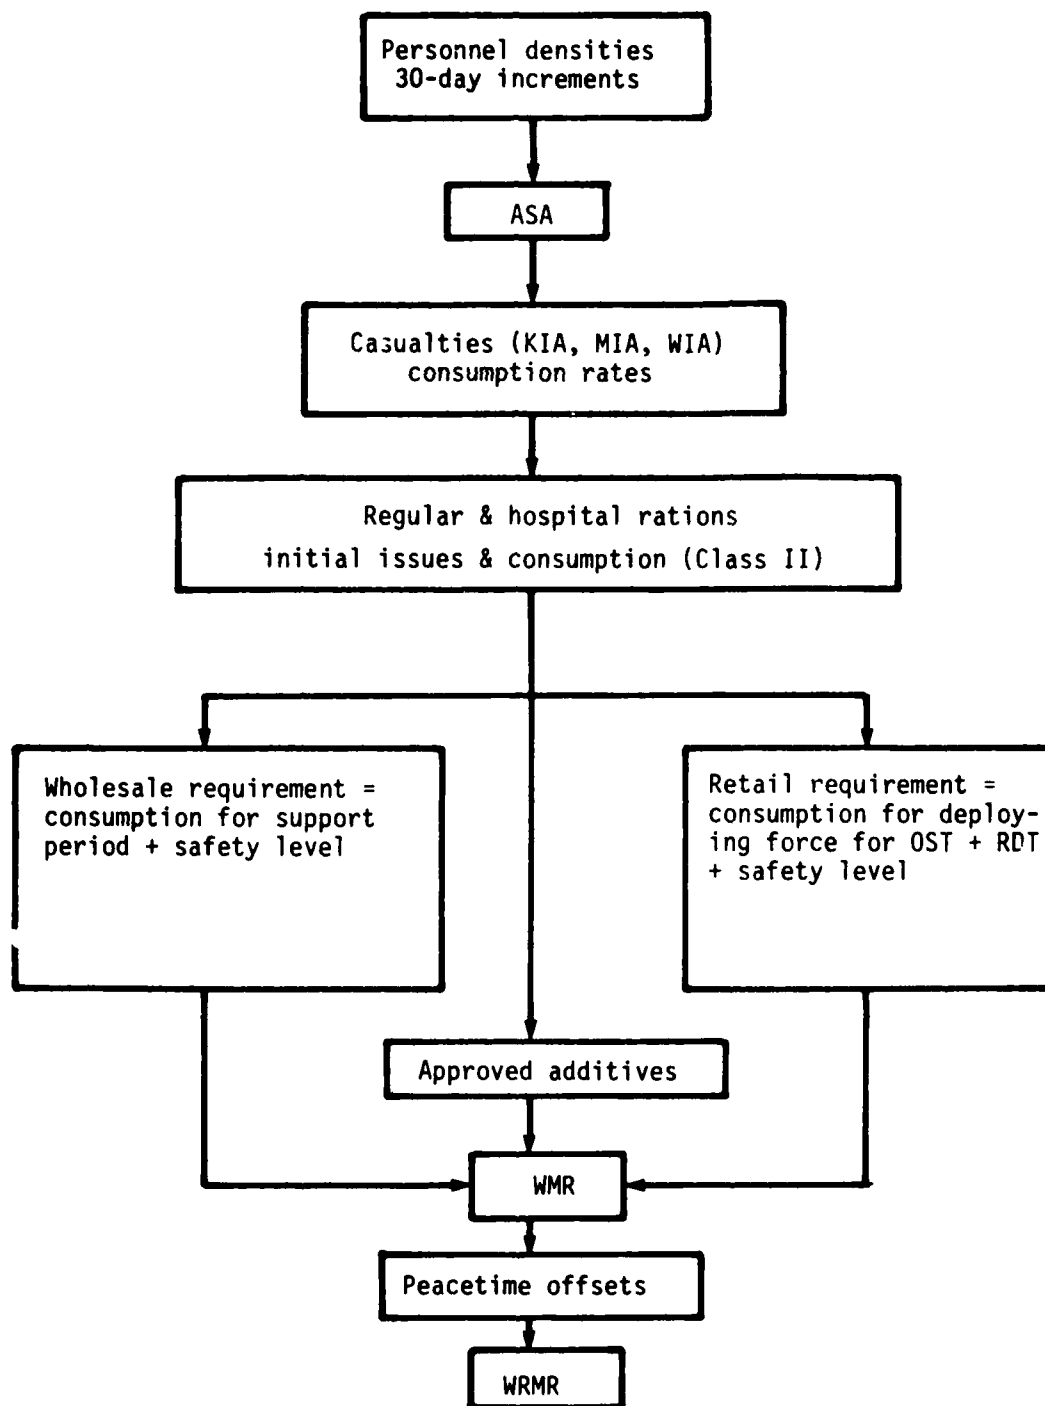 Personnel densities
30-day increments
ASA
Casualties (KIA, MIA, WIA)
consumption rates
Regular & hospital rations
initial issues & consumption (Class II)
Wholesale requirement =
consumption for support
period + safety level
Retail requirement =
consumption for deploy-
ing force for OST + RDT
+ safety level
Approved additives
WMR
Peacetime offsets
WRMR